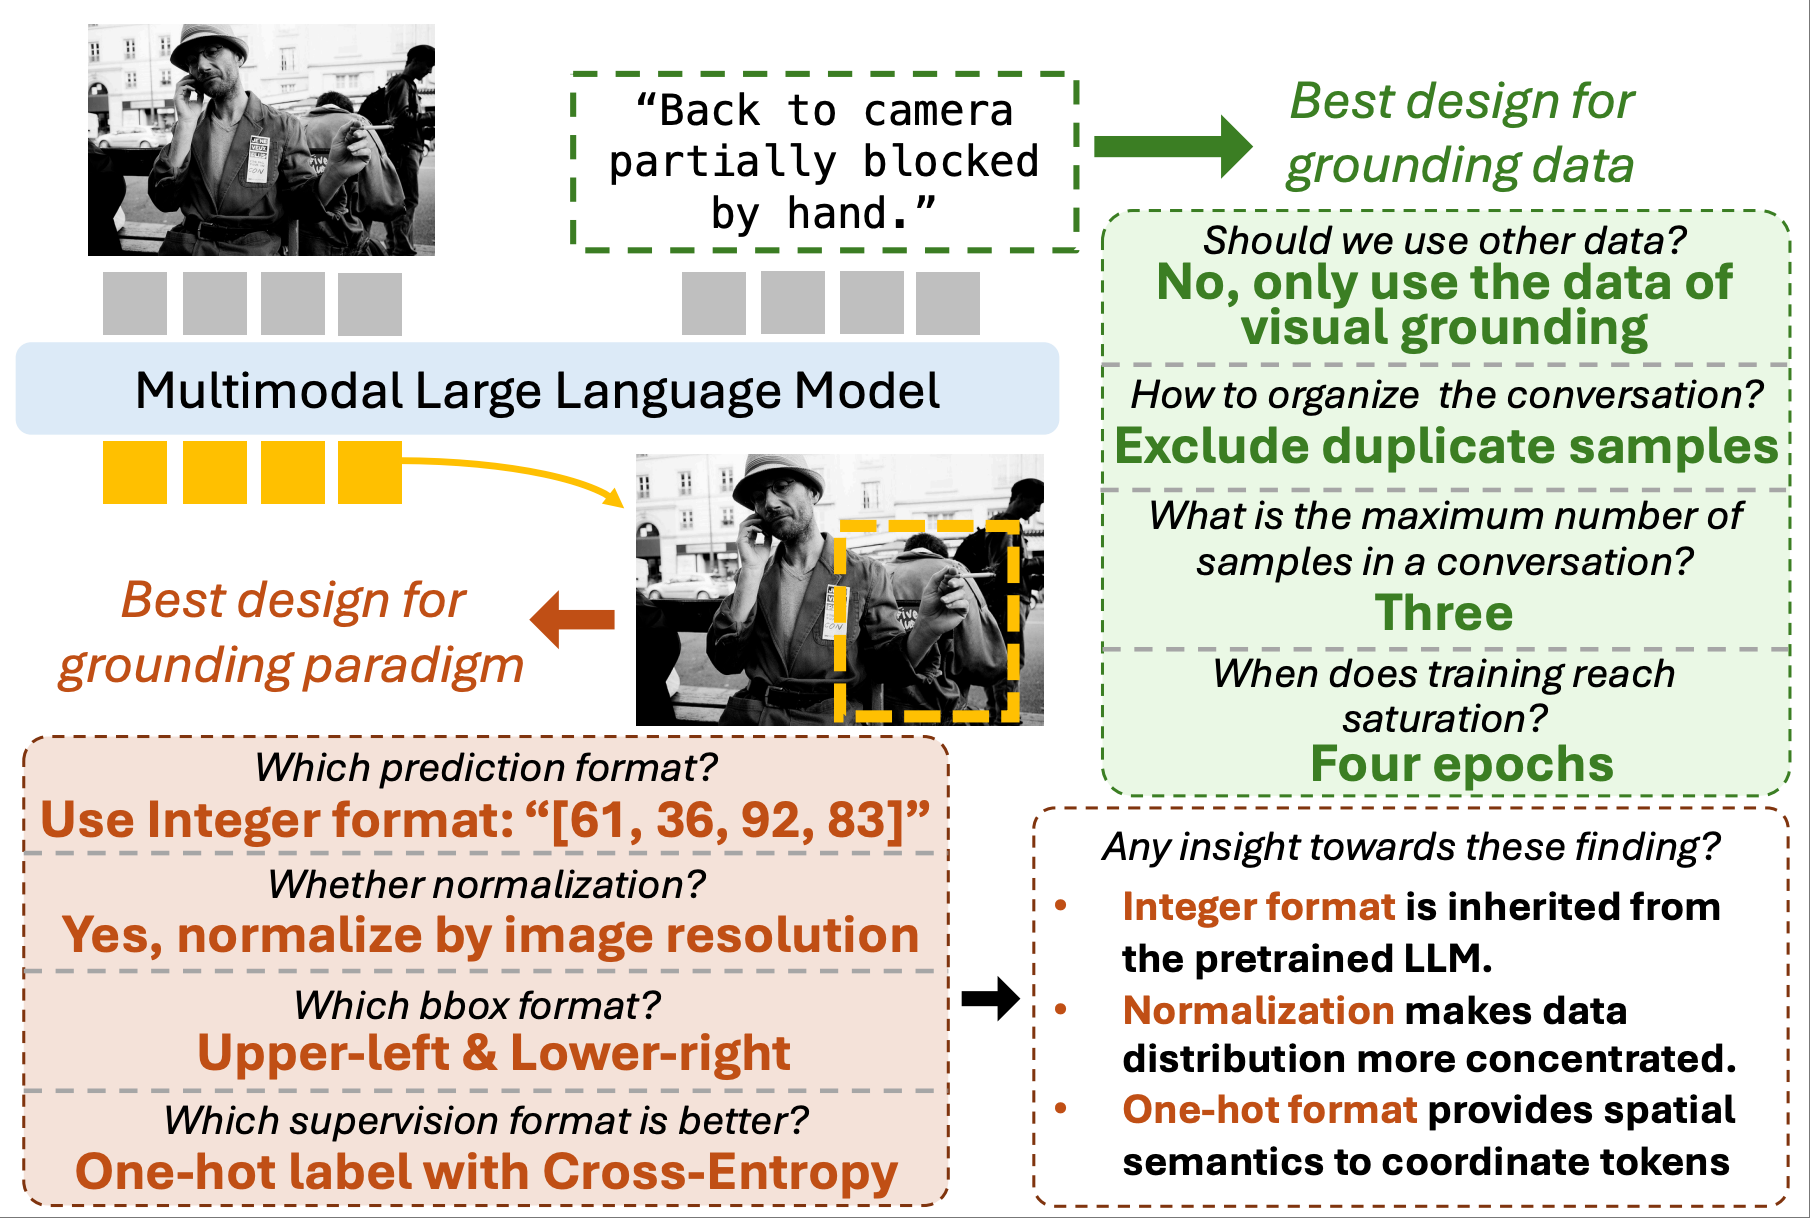 “Back to camera
partially blocked
by hand.”
Best design for
grounding data
Multimodal Large Language Model
Should we use other data?
No, only use the data of
visual grounding
How to organize the conversation?
Exclude duplicate samples
What is the maximum number of
samples in a conversation?
Three
When does training reach
saturation?
Four epochs
Best design for
grounding paradigm
Which prediction format?
Use Integer format: “[61, 36, 92, 83]”
Whether normalization?
Yes, normalize by image resolution
Which bbox format?
Upper-left & Lower-right
Which supervision format is better?
One-hot label with Cross-Entropy
Any insight towards these finding?
• Integer format is inherited from
the pretrained LLM.
• Normalization makes data
distribution more concentrated.
• One-hot format provides spatial
semantics to coordinate tokens